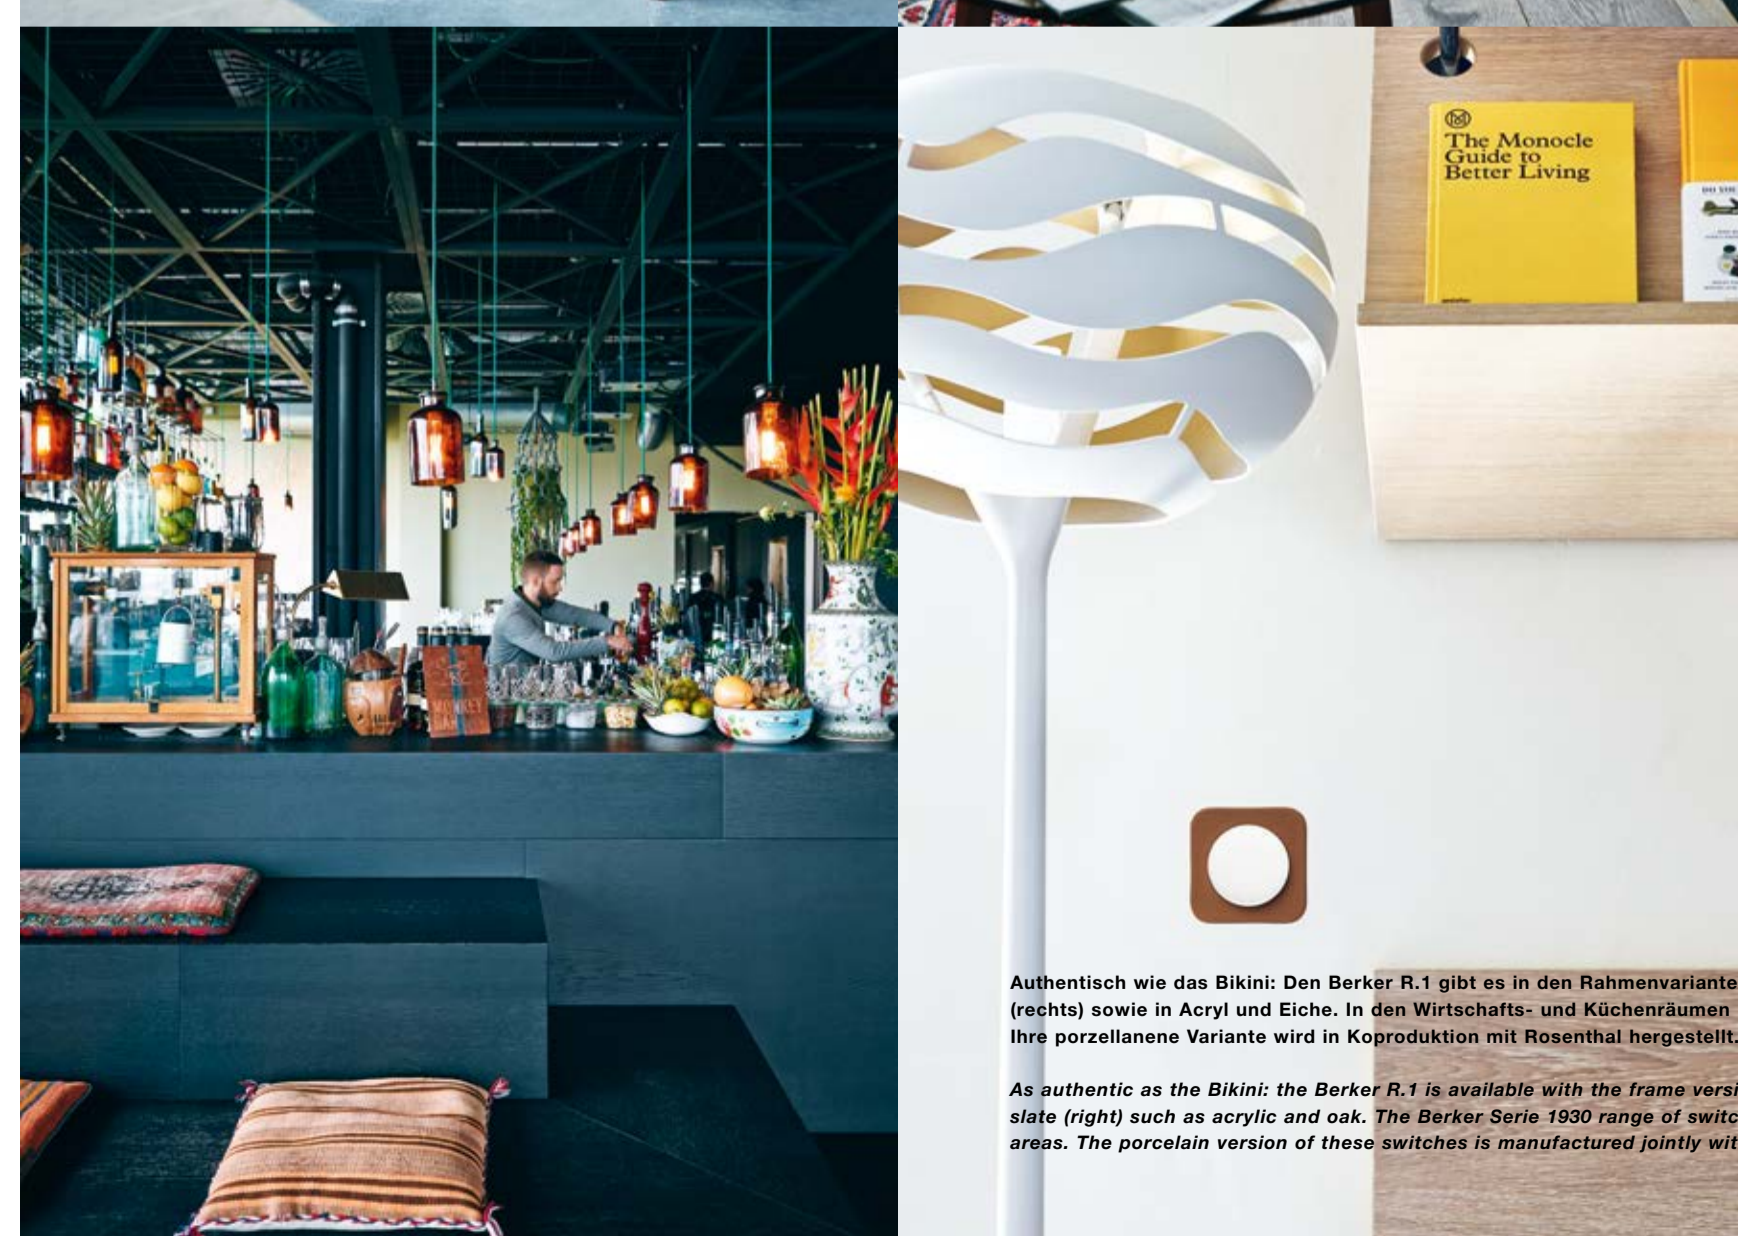 The Monocle
Guide to
Better Living
MONKEY
BAR
Authentisch wie das Bikini: Den Berker R.1 gibt es in den Rahmenvariante
(rechts) sowie in Acryl und Eiche. In den Wirtschafts- und Küchenräumen
Ihre porzellanene Variante wird in Koproduktion mit Rosenthal hergestellt.
As authentic as the Bikini: the Berker R.1 is available with the frame versi
slate (right) such as acrylic and oak. The Berker Serie 1930 range of switc
areas. The porcelain version of these switches is manufactured jointly wit